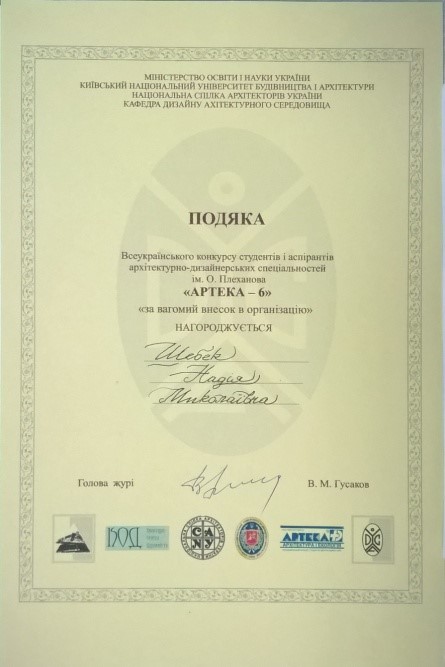 МІНІСТЕРСТВО ОСВІТИ І НАУКИ УКРАЇНИ
КИЇВСЬКИЙ НАЦІОНАЛЬНИЙ УНІВЕРСИТЕТ БУДІВНИЦТВА І АРХІТЕКТУРИ
НАЦІОНАЛЬНА СПІЛКА АРХІТЕКТОРІВ УКРАЇНИ
КАФЕДРА ДИЗАЙНУ АХІТЕКТУРНОГО СЕРЕДОВИЩА
ПОДЯКА
Всеукраїнського конкурсу студентів і аспірантів
архітектурно-дизайнерських спеціальностей
ім. О. Плеханова
«АРТЕКА – 6»
«за вагомий внесок в організацію»
НАГОРОДЖУЄТЬСЯ
Шебек
Надія
Миколаївна
Голова журі В. М. Гусаков
АРТЕКА